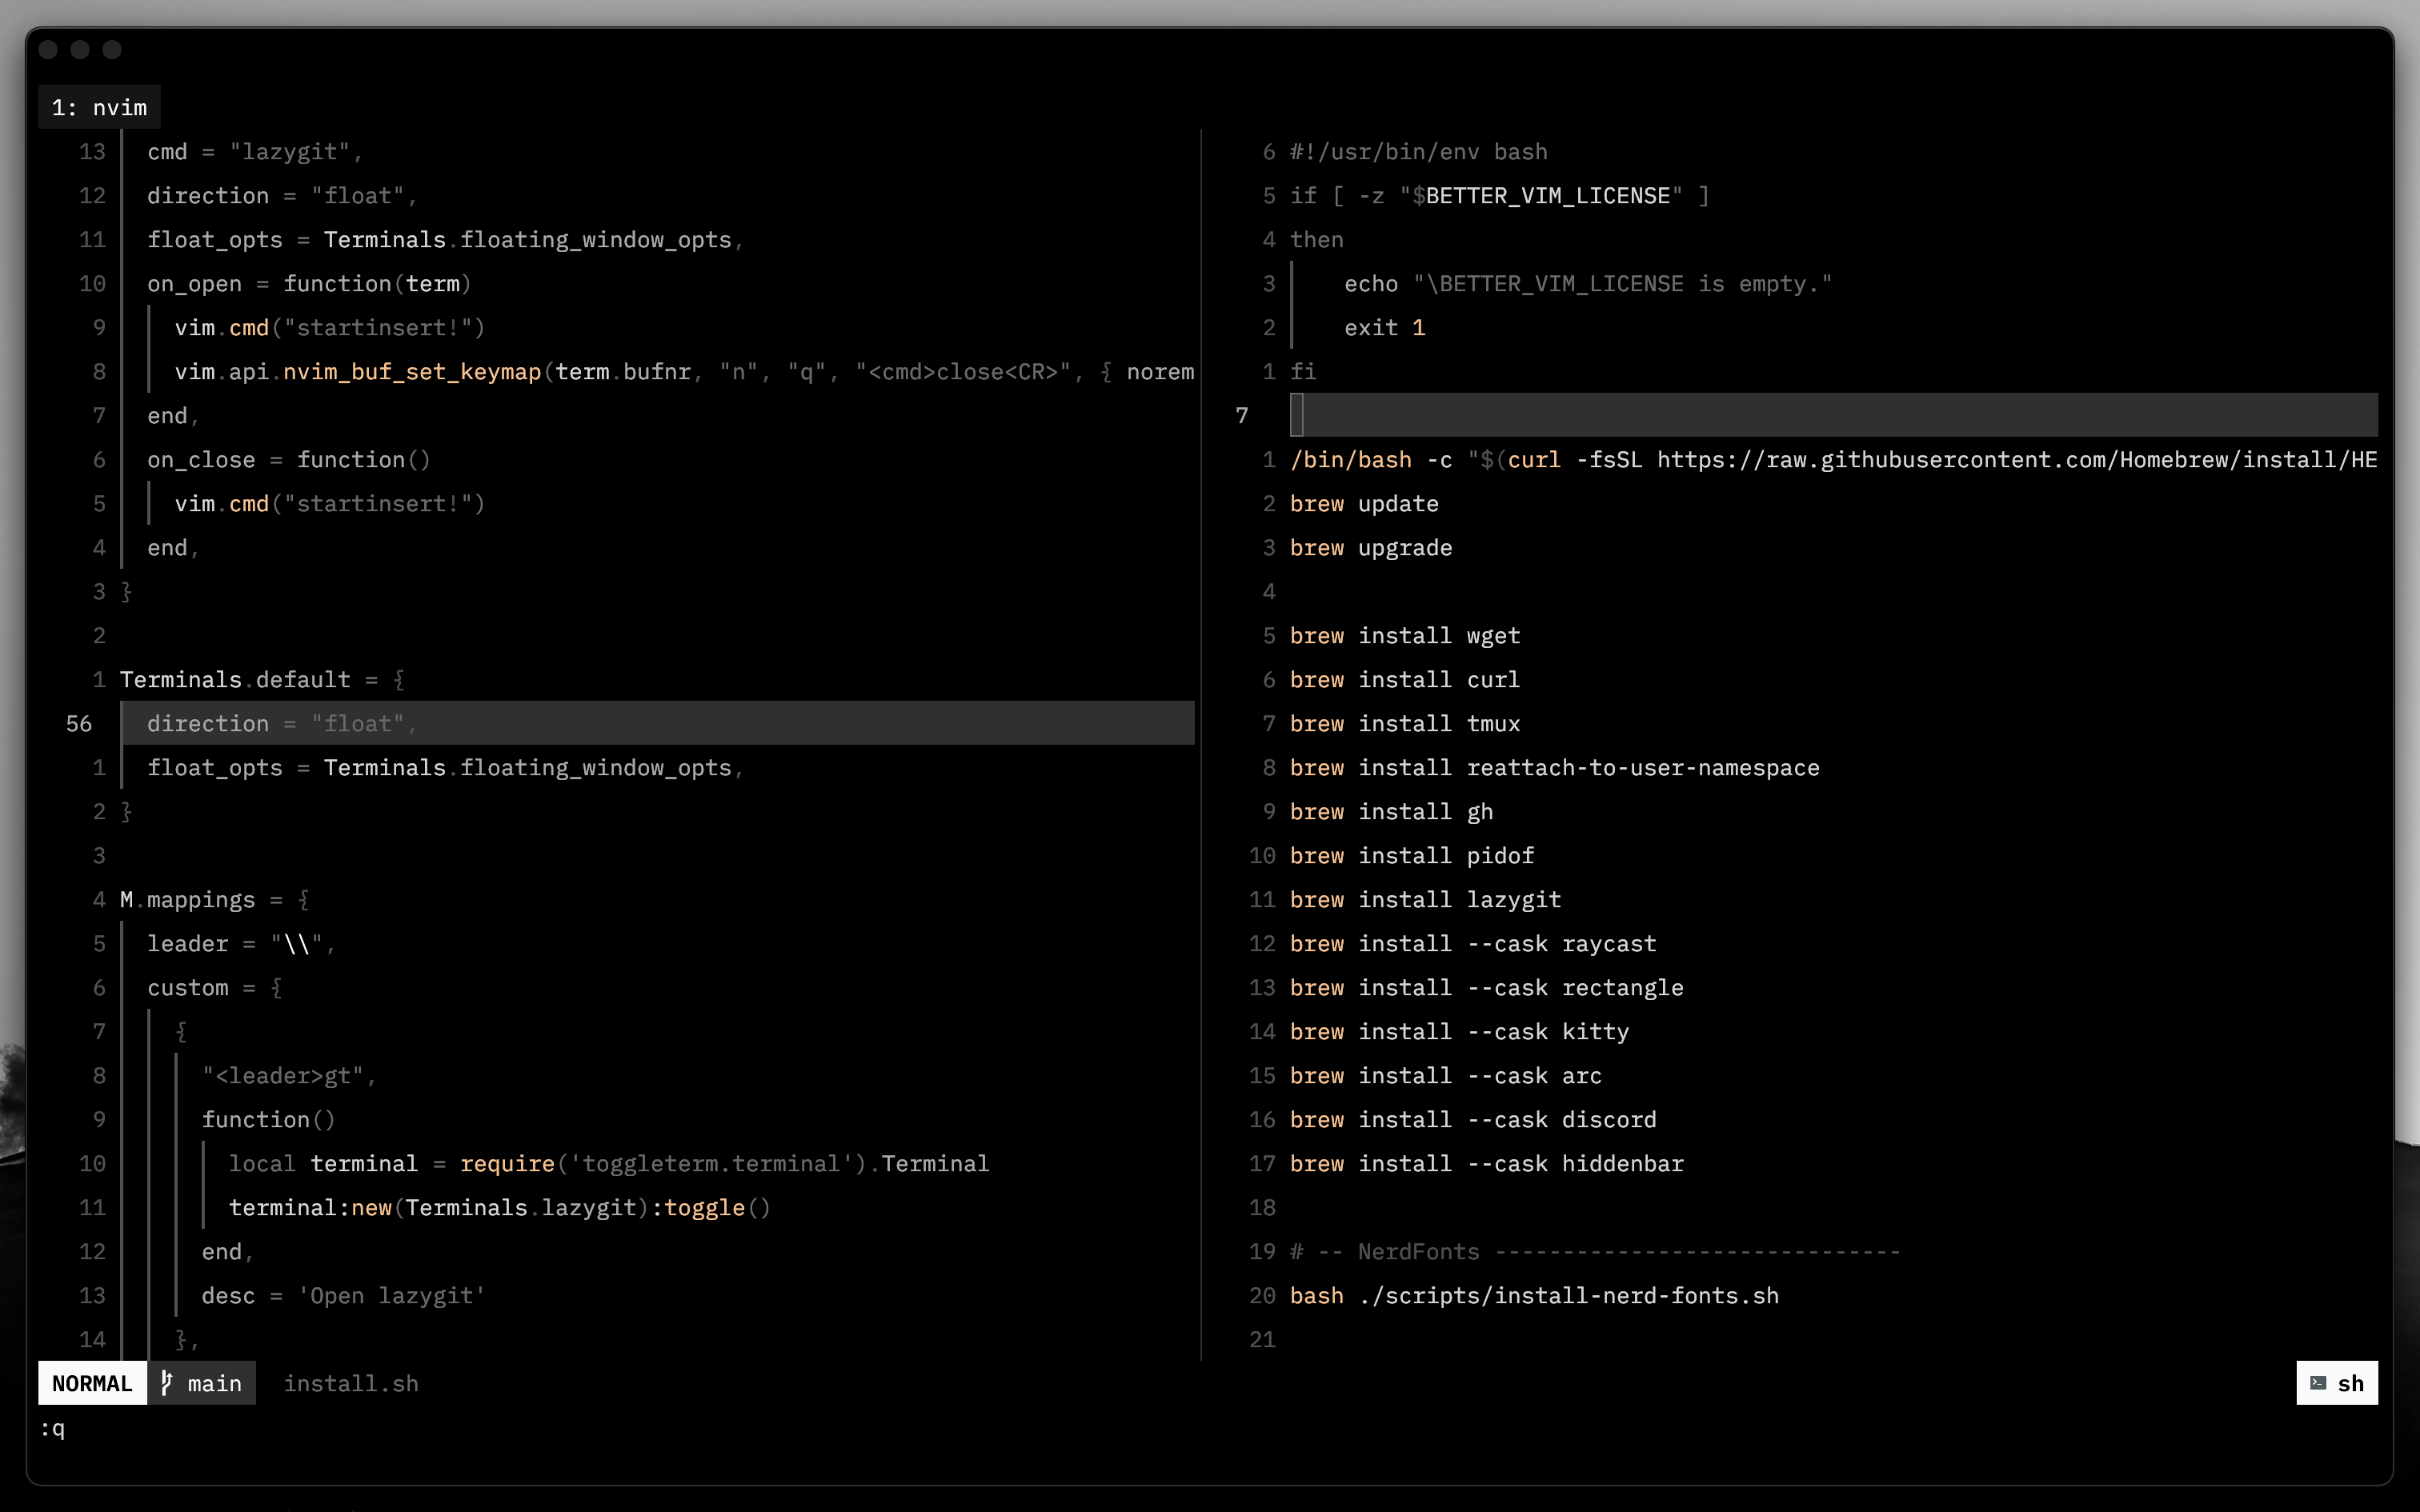 1: nvim
13 cmd = "lazygit",
12 direction = "float",
11 float_opts = Terminals.floating_window_opts,
10 on_open = function(term)
9 vim.cmd("startinsert!")
8 vim.api.nvim_buf_set_keymap(term.bufnr, "n", "q", "<cmd>close<CR>", { norem
7 end,
6 on_close = function()
5 vim.cmd("startinsert!")
4 end,
3 }
2
1 Terminals.default = {
56 direction = "float",
1 float_opts = Terminals.floating_window_opts,
2 }
3
4 M.mappings = {
5 leader = "\\",
6 custom = {
7 {
8 "<leader>gt",
9 function()
10 local terminal = require('toggleterm.terminal').Terminal
11 terminal:new(Terminals.lazygit):toggle()
12 end,
13 desc = 'Open lazygit'
14 },
6 #!/usr/bin/env bash
5 if [ -z "$BETTER_VIM_LICENSE" ]
4 then
3 echo "\BETTER_VIM_LICENSE is empty."
2 exit 1
1 fi
7
1 /bin/bash -c "$(curl -fsSL https://raw.githubusercontent.com/Homebrew/install/HE
2 brew update
3 brew upgrade
4
5 brew install wget
6 brew install curl
7 brew install tmux
8 brew install reattach-to-user-namespace
9 brew install gh
10 brew install pidof
11 brew install lazygit
12 brew install --cask raycast
13 brew install --cask rectangle
14 brew install --cask kitty
15 brew install --cask arc
16 brew install --cask discord
17 brew install --cask hiddenbar
18
19 # -- NerdFonts ------------------------------
20 bash ./scripts/install-nerd-fonts.sh
21
NORMAL main install.sh sh
:q